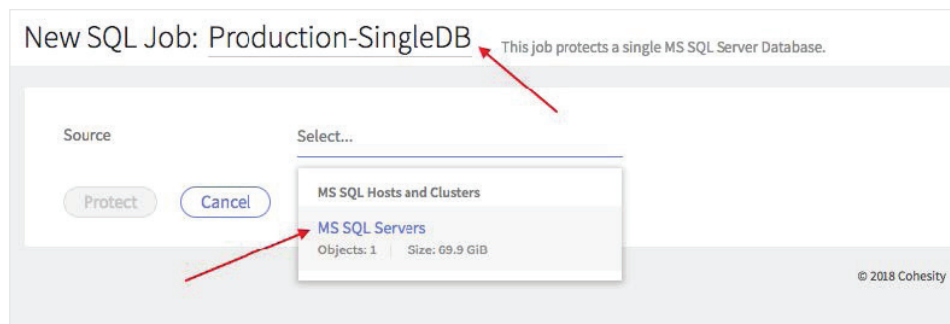 New SQL Job: Production-SingleDB This job protects a single MS SQL Server Database.
Source Select...
MS SQL Hosts and Clusters
Protect Cancel
MS SQL Servers
Objects: 1 Size: 69.9 GiB
© 2018 Cohesity